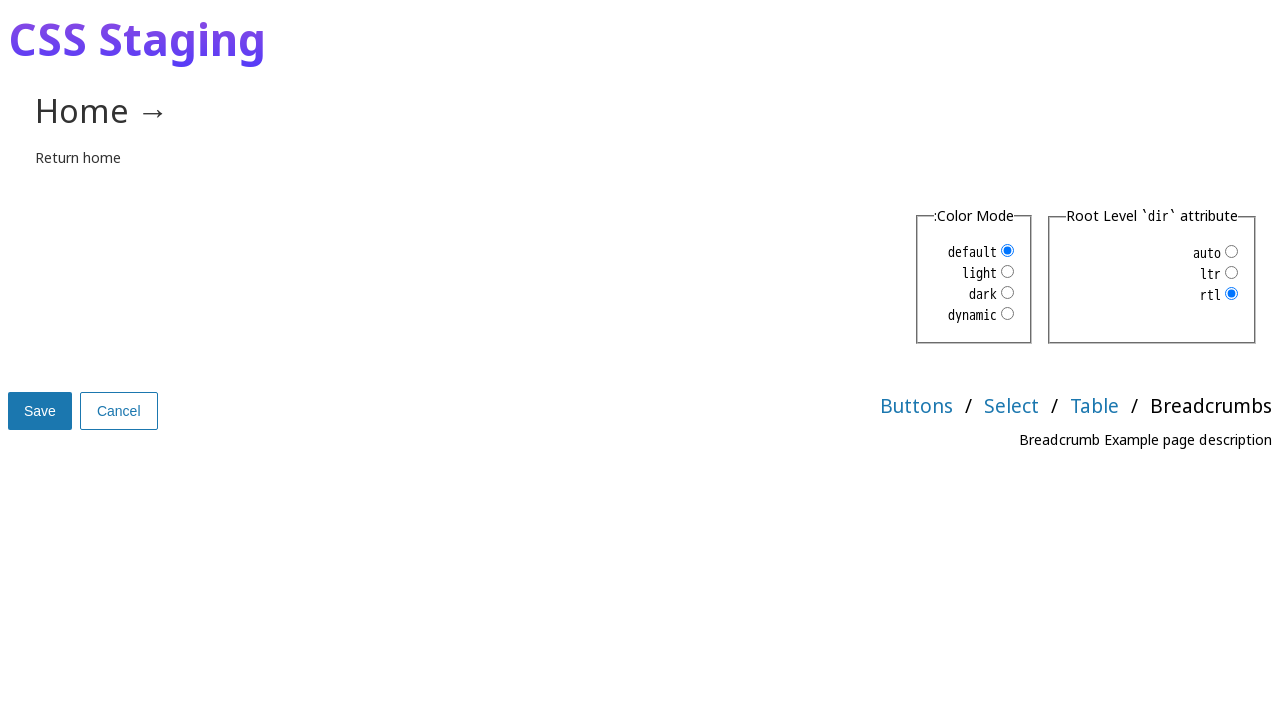 CSS Staging
Home →
Return home
:Color Mode
default
light
dark
dynamic
Root Level `dir` attribute
auto
ltr
rtl
Save
Cancel
Buttons / Select / Table / Breadcrumbs
Breadcrumb Example page description